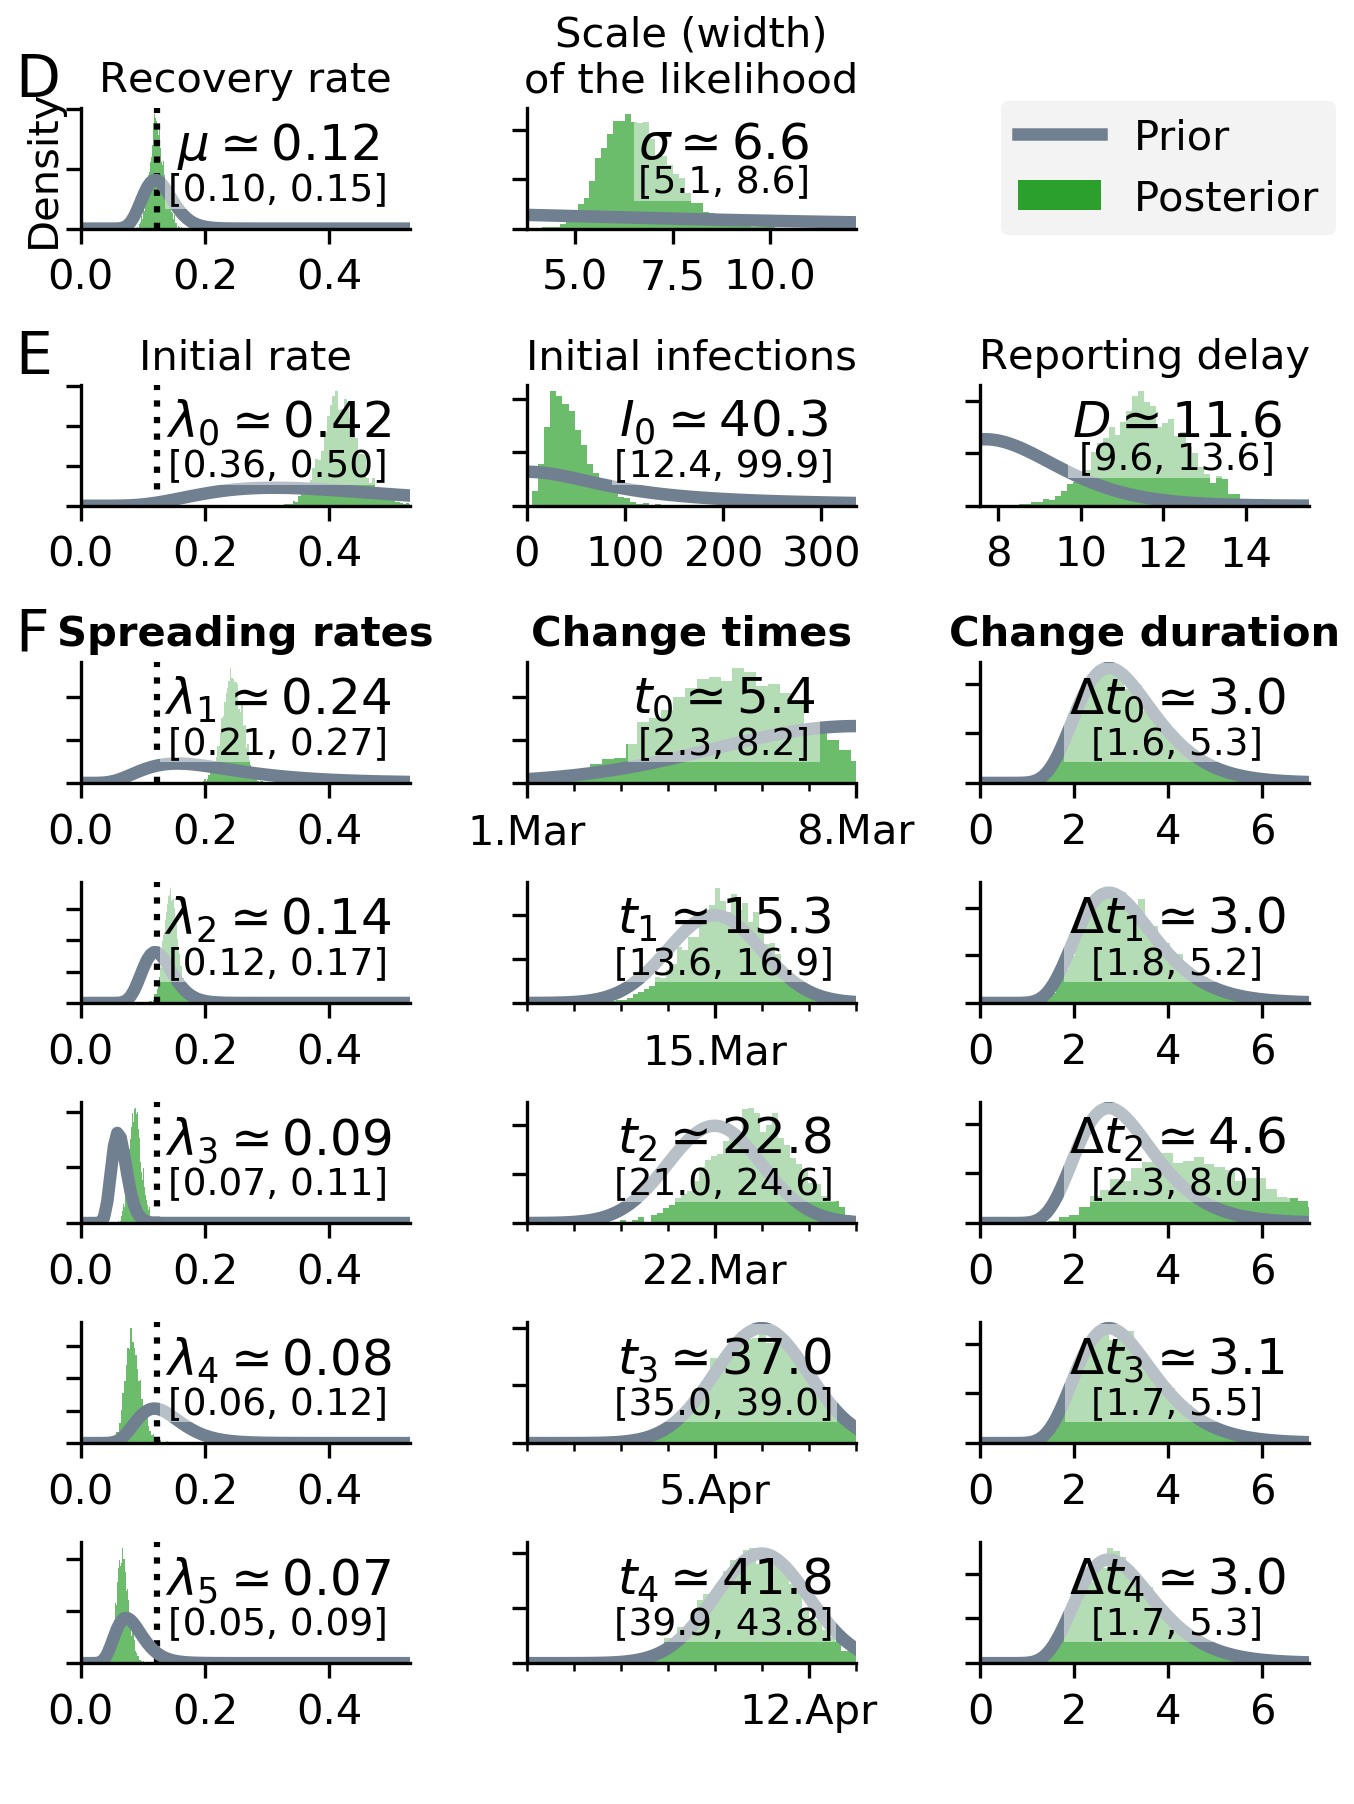 D
Recovery rate
Scale (width)
of the likelihood
Density
μ ≃ 0.12
[0.10, 0.15]
0.0 0.2 0.4
σ ≃ 6.6
[5.1, 8.6]
5.0 7.5 10.0
Prior
Posterior
E
Initial rate
λ0 ≃ 0.42
[0.36, 0.50]
0.0 0.2 0.4
Initial infections
I0 ≃ 40.3
[12.4, 99.9]
0 100 200 300
Reporting delay
D ≃ 11.6
[9.6, 13.6]
8 10 12 14
F
Spreading rates
Change times
Change duration
λ1 ≃ 0.24
[0.21, 0.27]
0.0 0.2 0.4
t0 ≃ 5.4
[2.3, 8.2]
1.Mar 8.Mar
Δt0 ≃ 3.0
[1.6, 5.3]
0 2 4 6
λ2 ≃ 0.14
[0.12, 0.17]
0.0 0.2 0.4
t1 ≃ 15.3
[13.6, 16.9]
15.Mar
Δt1 ≃ 3.0
[1.8, 5.2]
0 2 4 6
λ3 ≃ 0.09
[0.07, 0.11]
0.0 0.2 0.4
t2 ≃ 22.8
[21.0, 24.6]
22.Mar
Δt2 ≃ 4.6
[2.3, 8.0]
0 2 4 6
λ4 ≃ 0.08
[0.06, 0.12]
0.0 0.2 0.4
t3 ≃ 37.0
[35.0, 39.0]
5.Apr
Δt3 ≃ 3.1
[1.7, 5.5]
0 2 4 6
λ5 ≃ 0.07
[0.05, 0.09]
0.0 0.2 0.4
t4 ≃ 41.8
[39.9, 43.8]
12.Apr
Δt4 ≃ 3.0
[1.7, 5.3]
0 2 4 6